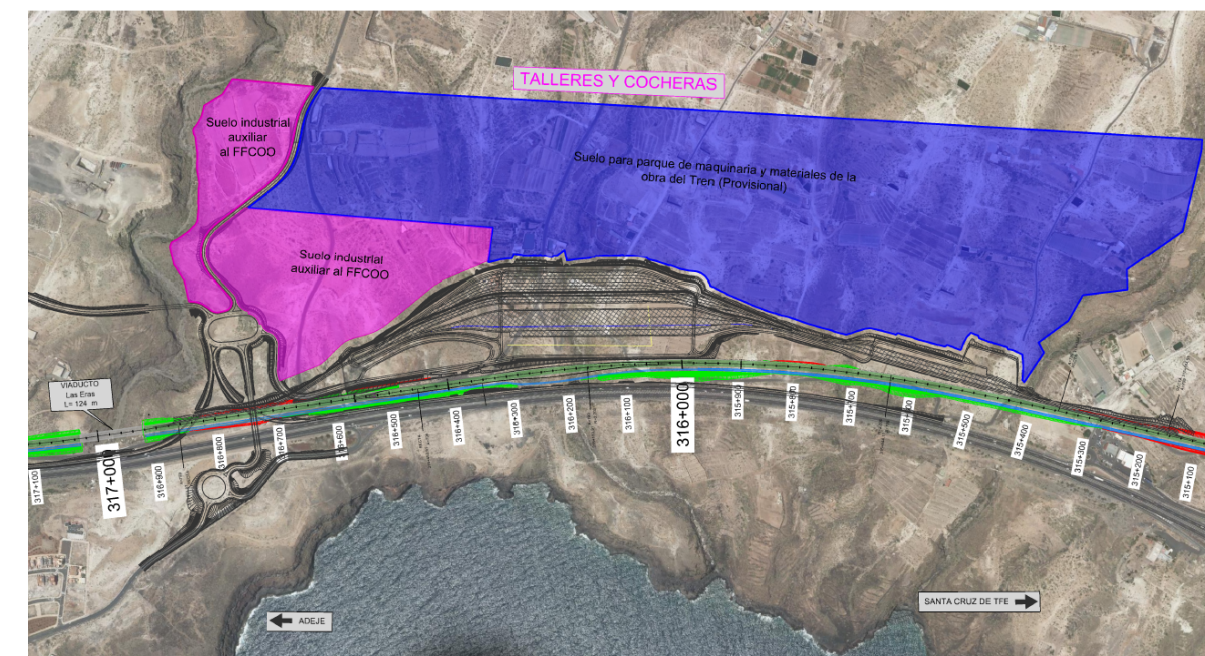 TALLERES Y COCHERAS
Suelo industrial
auxiliar
al FFCOO
Suelo para parque de maquinaria y materiales de la
obra del Tren (Provisional)
Suelo industrial
auxiliar al FFCOO
VIADUCTO
Las Eras
L= 124 m
317+100
317+000
316+900
316+800
316+700
316+600
316+500
316+400
316+300
316+200
316+100
316+000
315+900
315+800
315+700
315+600
315+500
315+400
315+300
315+200
315+100
SANTA CRUZ DE TFE
ADEJE